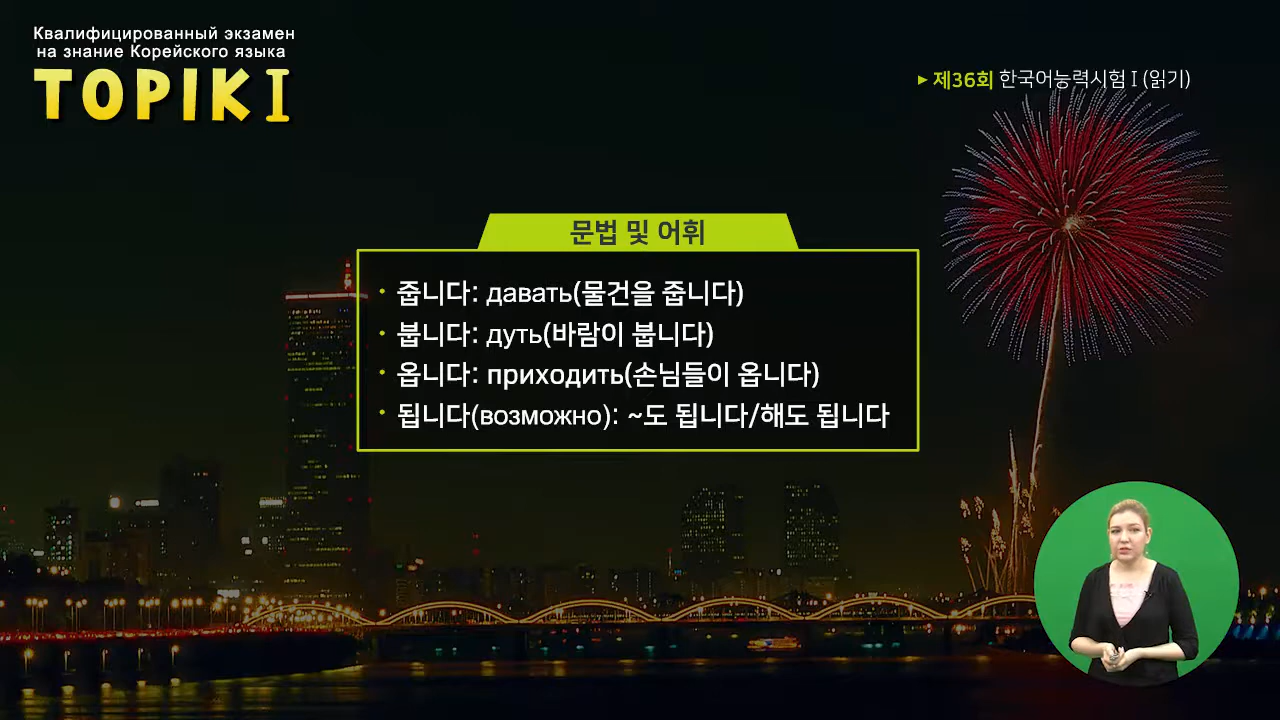 Квалифицированный экзамен
на знание Корейского языка
TOPIK I
▶ 제36회 한국어능력시험 I (읽기)
문법 및 어휘
• 줍니다: давать(물건을 줍니다)
• 붑니다: дуть(바람이 붑니다)
• 옵니다: приходить(손님들이 옵니다)
• 됩니다(возможно): ~도 됩니다/해도 됩니다